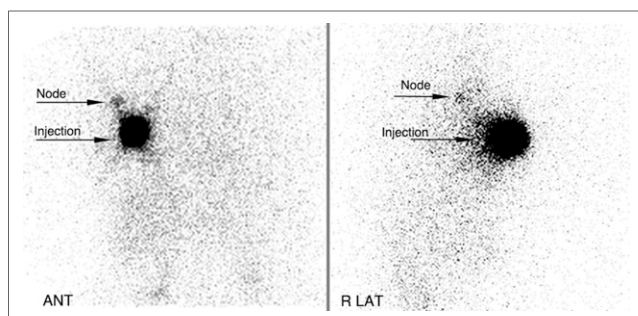 Node
Injection
ANT
Node
Injection
R LAT